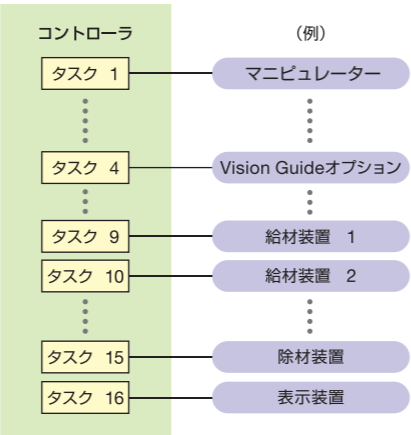 コントローラ （例）
タスク 1 マニピュレーター
タスク 4 Vision Guideオプション
タスク 9 給材装置 1
タスク 10 給材装置 2
タスク 15 除材装置
タスク 16 表示装置